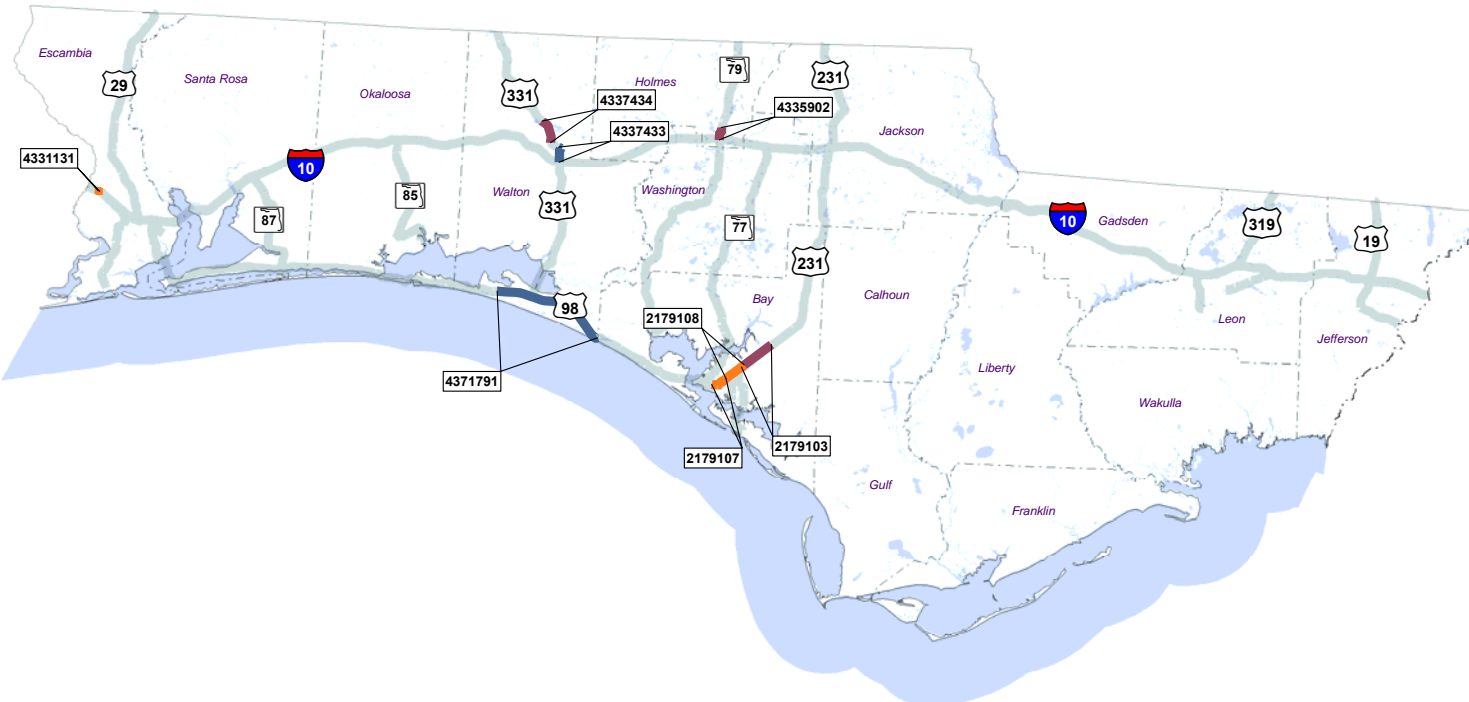 Escambia
29
Santa Rosa
Okaloosa
331
4337434
Holmes
79
231
4335902
4337433
Jackson
4331131
10
Walton
Washington
85
331
87
77
10
Gadsden
319
19
231
98
Bay
Calhoun
2179108
Leon
Jefferson
Liberty
4371791
Wakulla
2179103
2179107
Gulf
Franklin